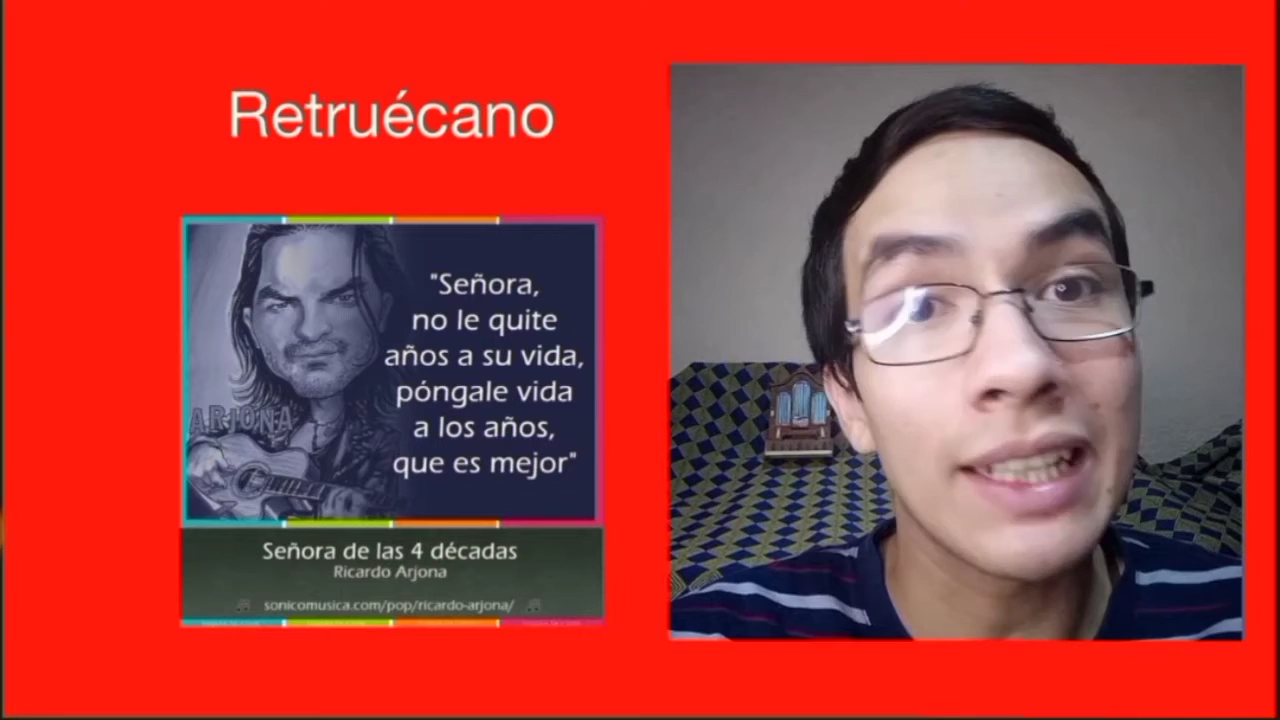 Retruécano
"Señora,
no le quite
años a su vida,
póngale vida
a los años,
que es mejor"
ARJONA
Señora de las 4 décadas
Ricardo Arjona
sonicomusica.com/pop/ricardo-arjona/